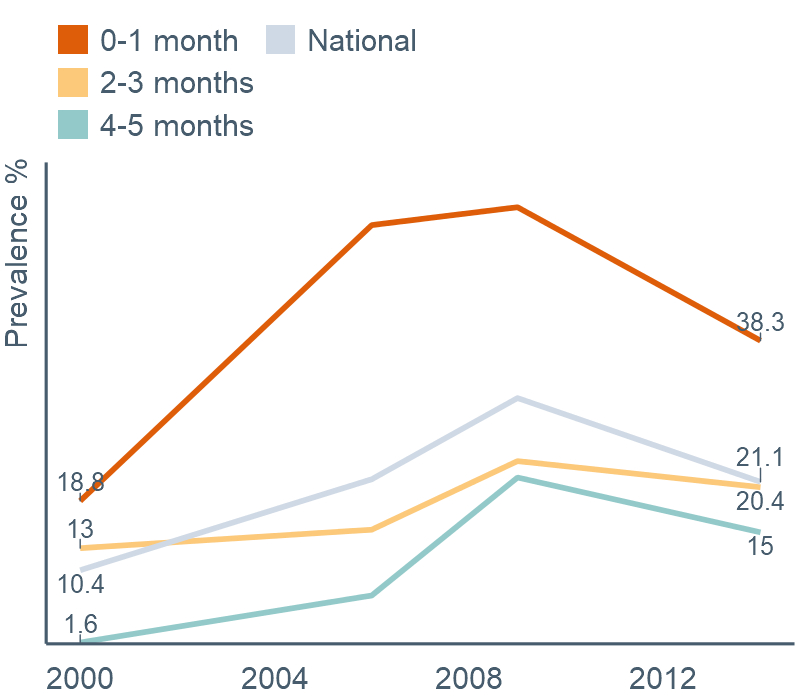 0-1 month
National
2-3 months
4-5 months
Prevalence %
38.3
18.8
21.1
20.4
13
15
10.4
1.6
2000
2004
2008
2012